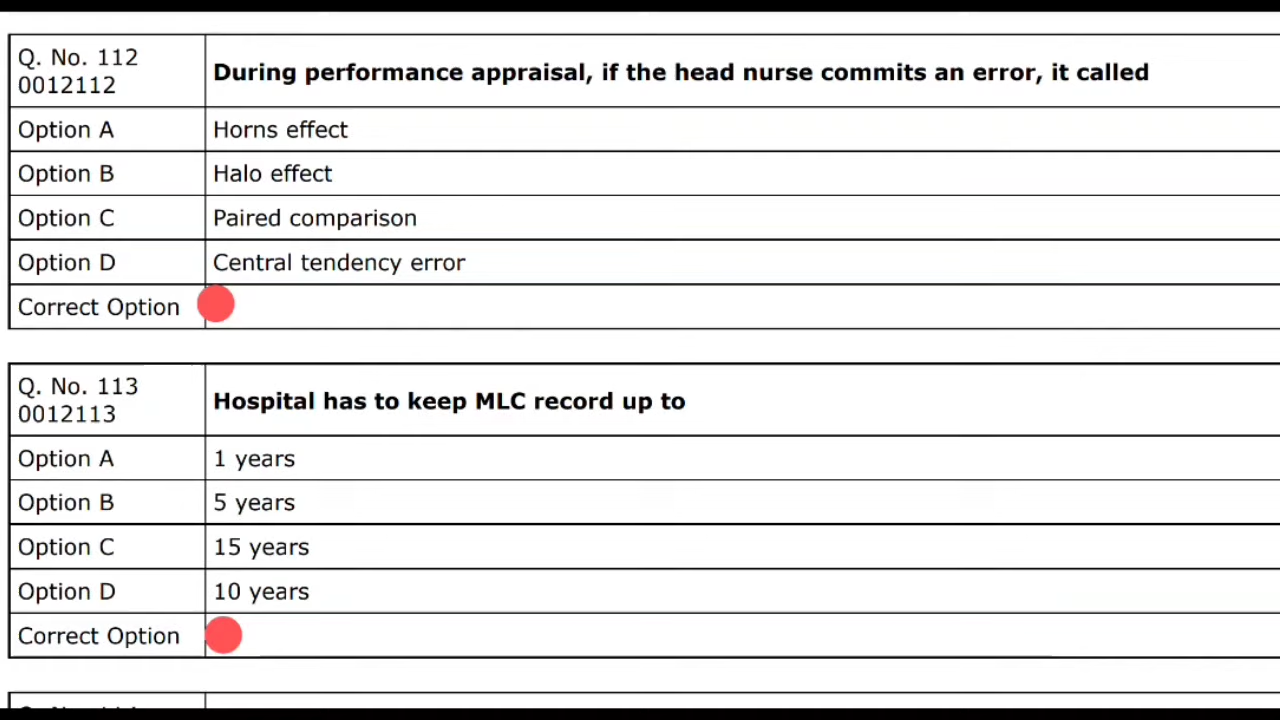 Q. No. 112
0012112
During performance appraisal, if the head nurse commits an error, it called
Option A
Horns effect
Option B
Halo effect
Option C
Paired comparison
Option D
Central tendency error
Correct Option
Q. No. 113
0012113
Hospital has to keep MLC record up to
Option A
1 years
Option B
5 years
Option C
15 years
Option D
10 years
Correct Option